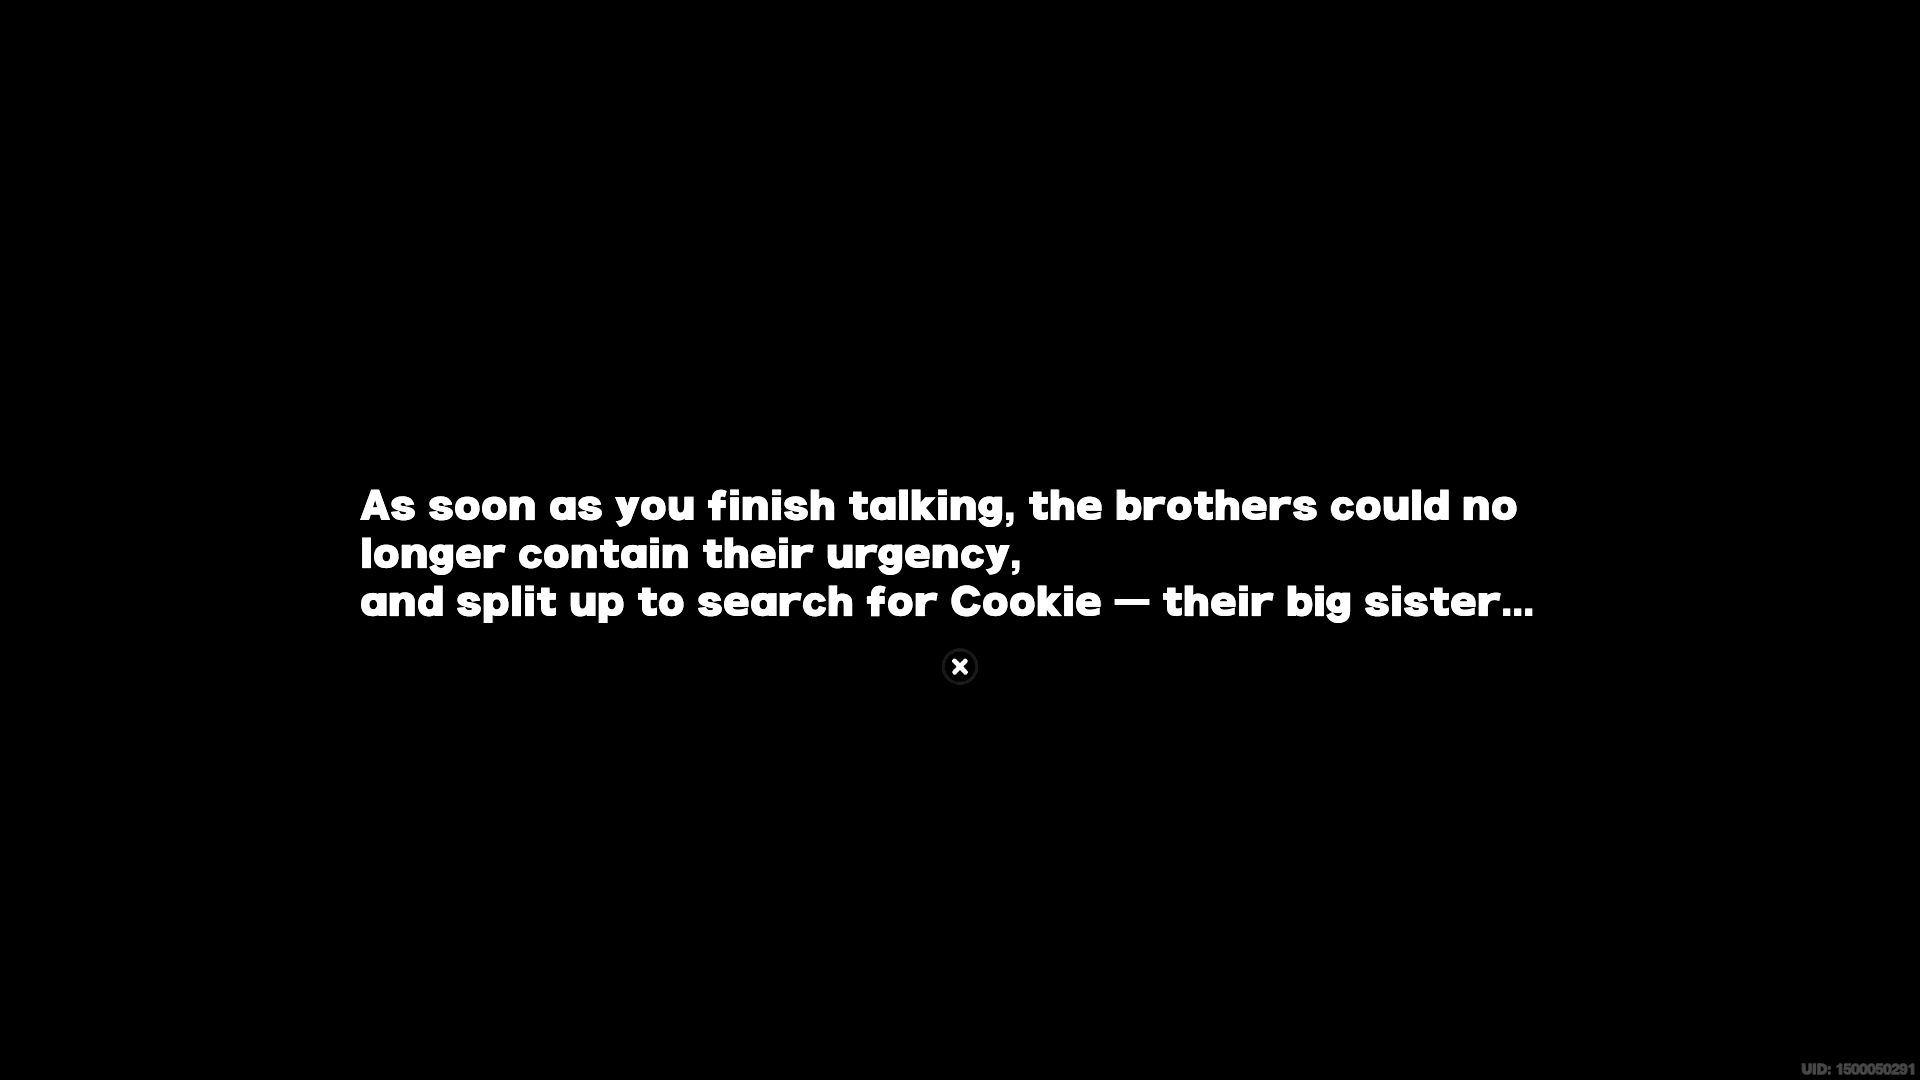 As soon as you finish talking, the brothers could no
longer contain their urgency,
and split up to search for Cookie — their big sister...
UID: 1500050291